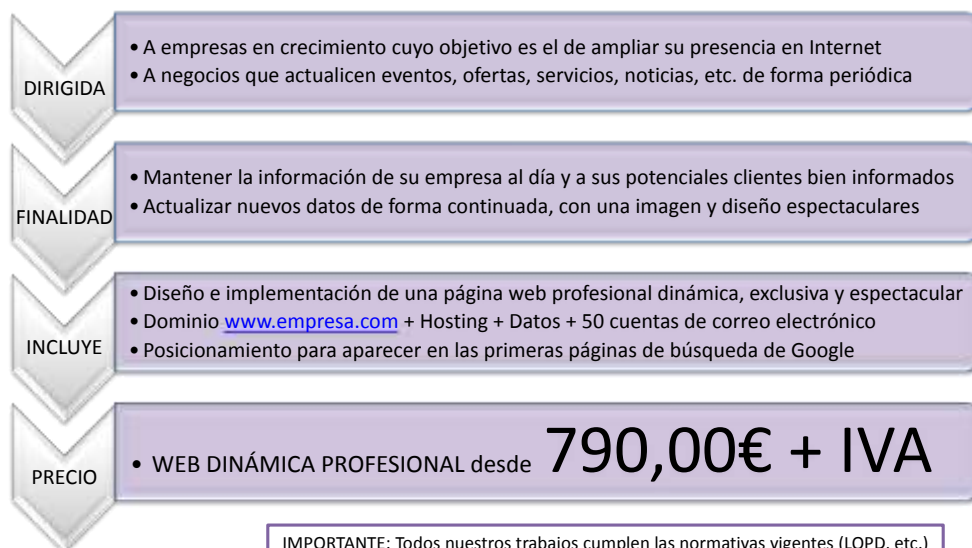 DIRIGIDA
• A empresas en crecimiento cuyo objetivo es el de ampliar su presencia en Internet
• A negocios que actualicen eventos, ofertas, servicios, noticias, etc. de forma periódica
FINALIDAD
• Mantener la información de su empresa al día y a sus potenciales clientes bien informados
• Actualizar nuevos datos de forma continuada, con una imagen y diseño espectaculares
INCLUYE
• Diseño e implementación de una página web profesional dinámica, exclusiva y espectacular
• Dominio www.empresa.com + Hosting + Datos + 50 cuentas de correo electrónico
• Posicionamiento para aparecer en las primeras páginas de búsqueda de Google
PRECIO
• WEB DINÁMICA PROFESIONAL desde 790,00€ + IVA
IMPORTANTE: Todos nuestros trabajos cumplen las normativas vigentes (LOPD, etc.)